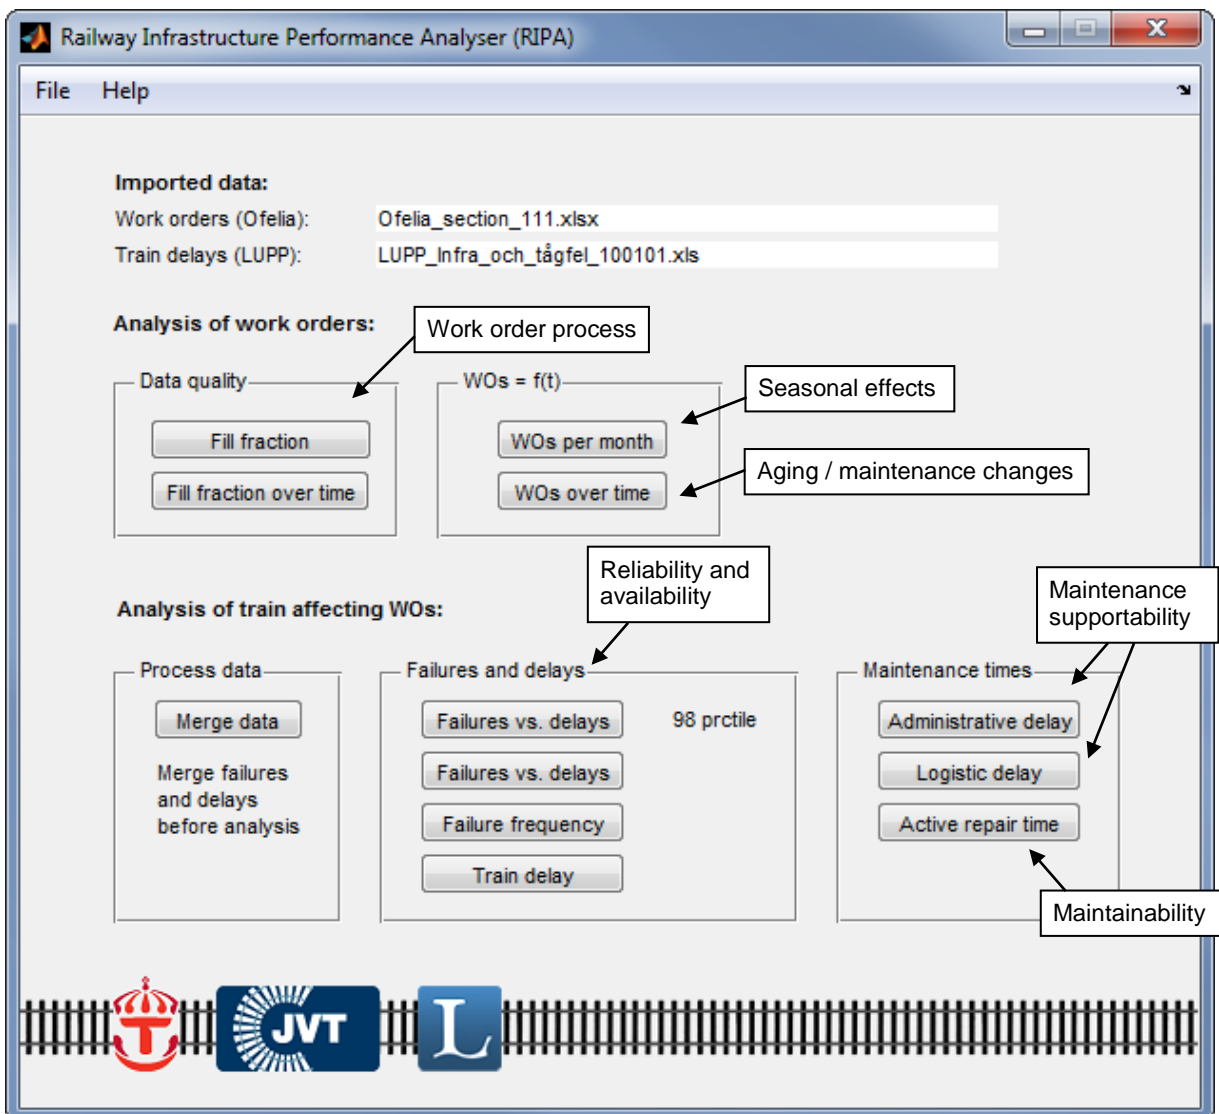 Railway Infrastructure Performance Analyser (RIPA)
File Help
Imported data:
Work orders (Ofelia): Ofelia_section_111.xlsx
Train delays (LUPP): LUPP_Infra_och_tågfel_100101.xls
Analysis of work orders:
Work order process
Data quality
Fill fraction
Fill fraction over time
WOs = f(t)
WOs per month
WOs over time
Seasonal effects
Aging / maintenance changes
Analysis of train affecting WOs:
Reliability and
availability
Maintenance
supportability
Process data
Merge data
Merge failures
and delays
before analysis
Failures and delays
Failures vs. delays 98 prctile
Failures vs. delays
Failure frequency
Train delay
Maintenance times
Administrative delay
Logistic delay
Active repair time
Maintainability
T JVT L